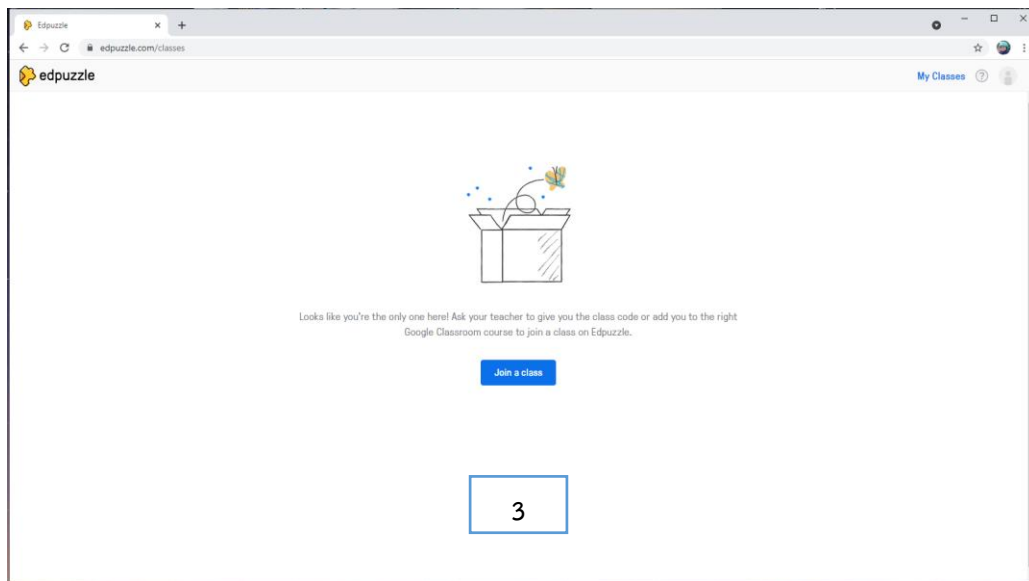 Edpuzzle
edpuzzle.com/classes
edpuzzle
My Classes
Looks like you're the only one here! Ask your teacher to give you the class code or add you to the right
Google Classroom course to join a class on Edpuzzle.
Join a class
3